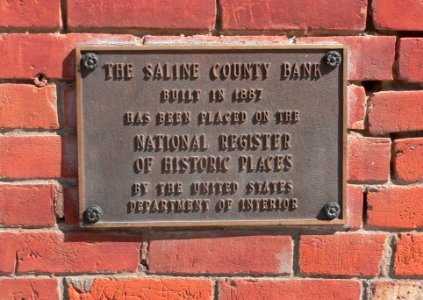 THE SALINE COUNTY BANK
BUILT IN 1887
HAS BEEN PLACED ON THE
NATIONAL REGISTER
OF HISTORIC PLACES
BY THE UNITED STATES
DEPARTMENT OF INTERIOR